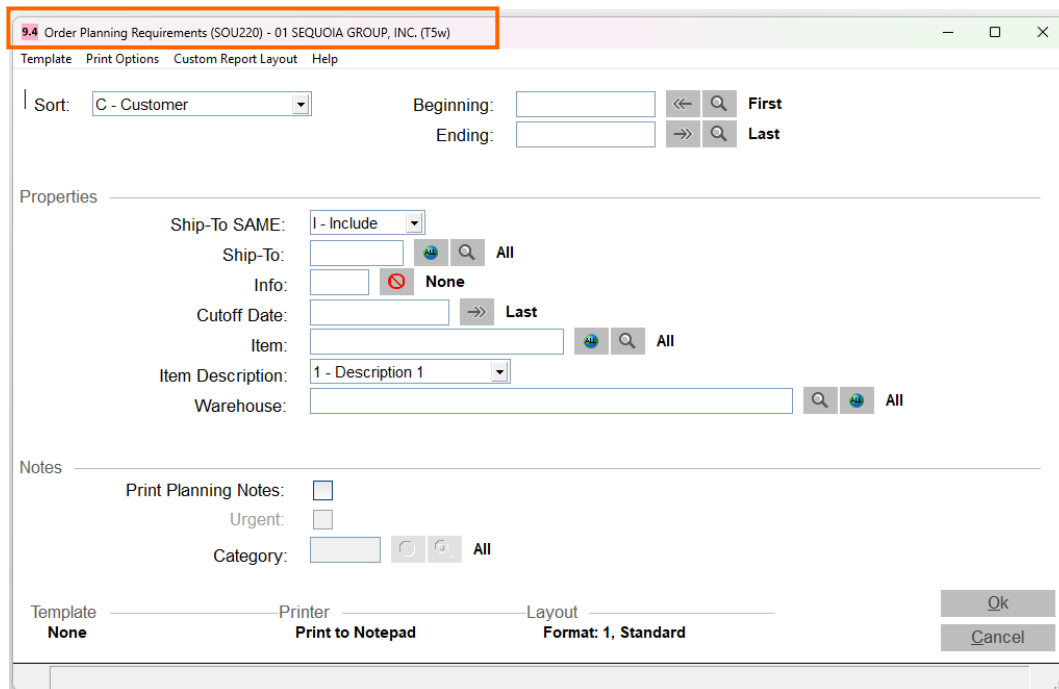 9.4 Order Planning Requirements (SOU220) - 01 SEQUOIA GROUP, INC. (T5w)
Template Print Options Custom Report Layout Help
Sort: C - Customer Beginning: First
Ending: Last
Properties
Ship-To SAME: I - Include
Ship-To: ALL All
Info: None
Cutoff Date: Last
Item: ALL All
Item Description: 1 - Description 1
Warehouse: ALL All
Notes
Print Planning Notes:
Urgent:
Category: All
Template Printer Layout
None Print to Notepad Format: 1, Standard
Ok
Cancel